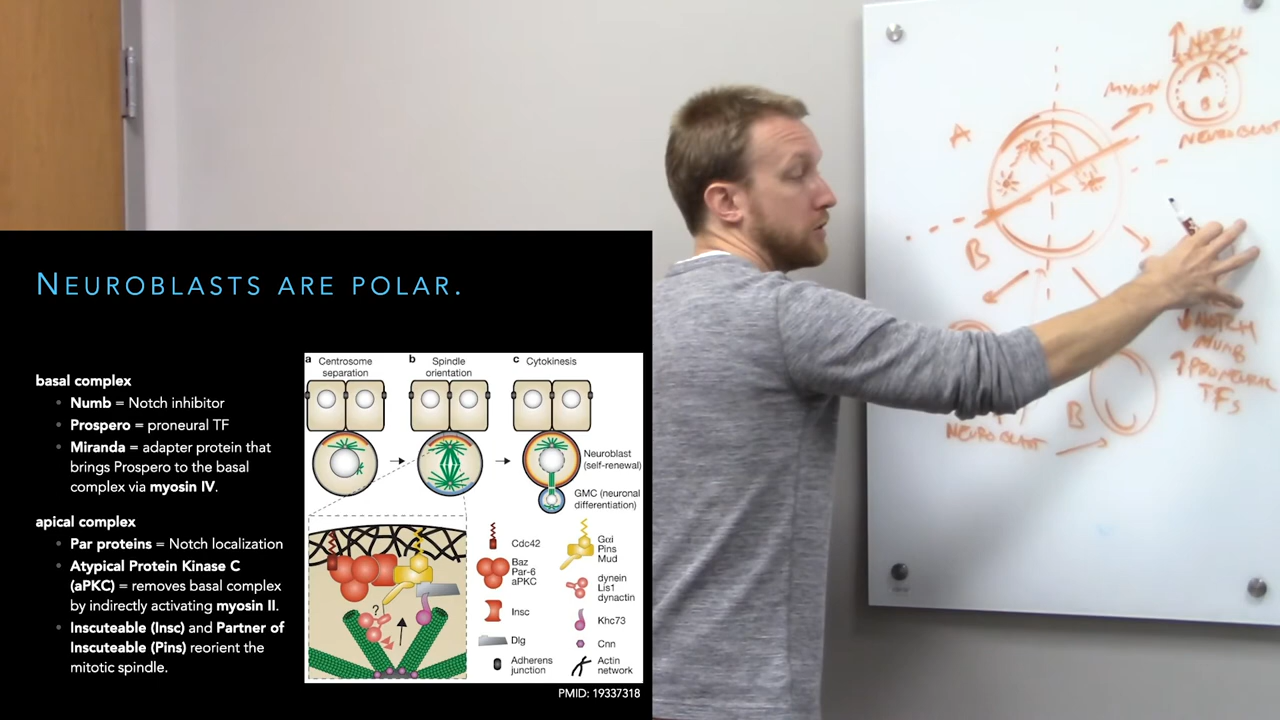 NEUROBLASTS ARE POLAR.
basal complex
• Numb = Notch inhibitor
• Prospero = proneural TF
• Miranda = adapter protein that
brings Prospero to the basal
complex via myosin IV.
apical complex
• Par proteins = Notch localization
• Atypical Protein Kinase C
(aPKC) = removes basal complex
by indirectly activating myosin II.
• Inscuteable (Insc) and Partner of
Inscuteable (Pins) reorient the
mitotic spindle.
a Centrosome
separation
b Spindle
orientation
c Cytokinesis
Neuroblast
(self-renewal)
GMC (neuronal
differentiation)
?
Cdc42
Baz
Par-6
aPKC
Insc
Dlg
Adherens
junction
Gαi
Pins
Mud
dynein
Lis1
dynactin
Khc73
Cnn
Actin
network
PMID: 19337318
↑ NOTCH
A
B
NEUROBLAST
MYOSIN
A
B
↓ NOTCH
NUMB
↑ PRONEURAL
TFs
B
NEUROBLAST